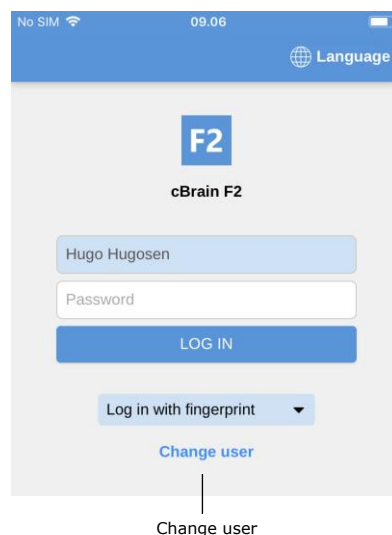 No SIM 09.06
Language
F2
cBrain F2
Hugo Hugosen
Password
LOG IN
Log in with fingerprint
Change user
Change user